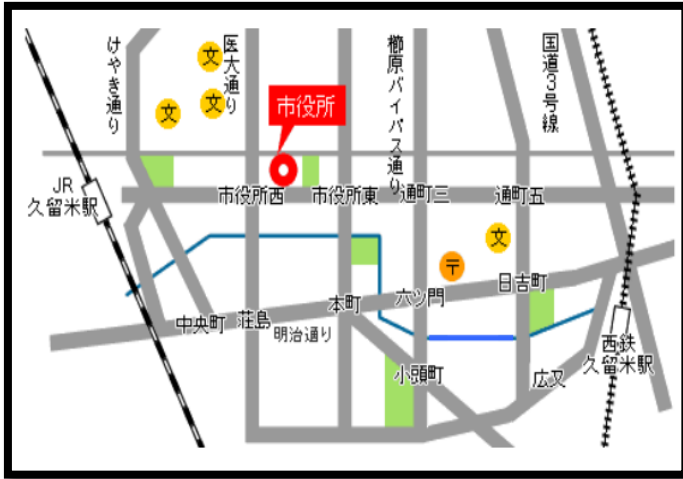 けやき通り
医大通り
櫛原バイパス通り
国道3号線
文
文
文
市役所
JR
久留米駅
市役所西
市役所東
通町三
通町五
文
〒
中央町
荘島
明治通り
本町
六ツ門
日吉町
小頭町
広又
西鉄
久留米駅